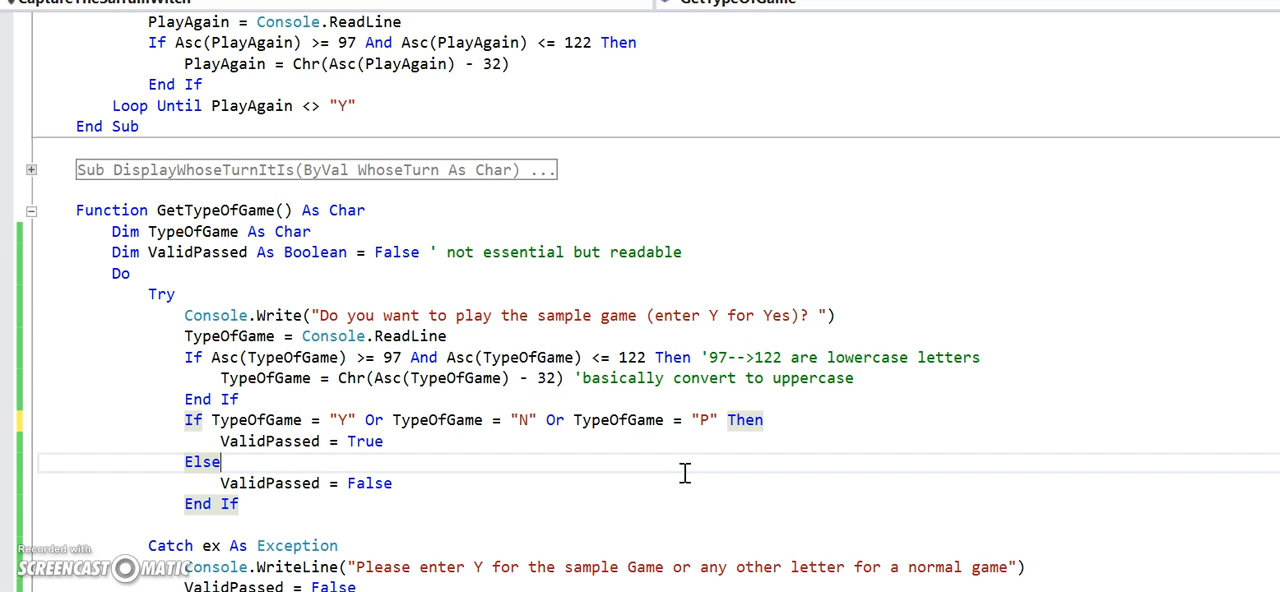 CaptureTheSarrumWitch GetTypeOfGame
PlayAgain = Console.ReadLine
If Asc(PlayAgain) >= 97 And Asc(PlayAgain) <= 122 Then
PlayAgain = Chr(Asc(PlayAgain) - 32)
End If
Loop Until PlayAgain <> "Y"
End Sub
Sub DisplayWhoseTurnItIs(ByVal WhoseTurn As Char) ...
Function GetTypeOfGame() As Char
Dim TypeOfGame As Char
Dim ValidPassed As Boolean = False ' not essential but readable
Do
Try
Console.Write("Do you want to play the sample game (enter Y for Yes)? ")
TypeOfGame = Console.ReadLine
If Asc(TypeOfGame) >= 97 And Asc(TypeOfGame) <= 122 Then '97-->122 are lowercase letters
TypeOfGame = Chr(Asc(TypeOfGame) - 32) 'basically convert to uppercase
End If
If TypeOfGame = "Y" Or TypeOfGame = "N" Or TypeOfGame = "P" Then
ValidPassed = True
Else
ValidPassed = False
End If
Catch ex As Exception
Recorded with
SCREENCAST-O-MATIC
Console.WriteLine("Please enter Y for the sample Game or any other letter for a normal game")
ValidPassed = False